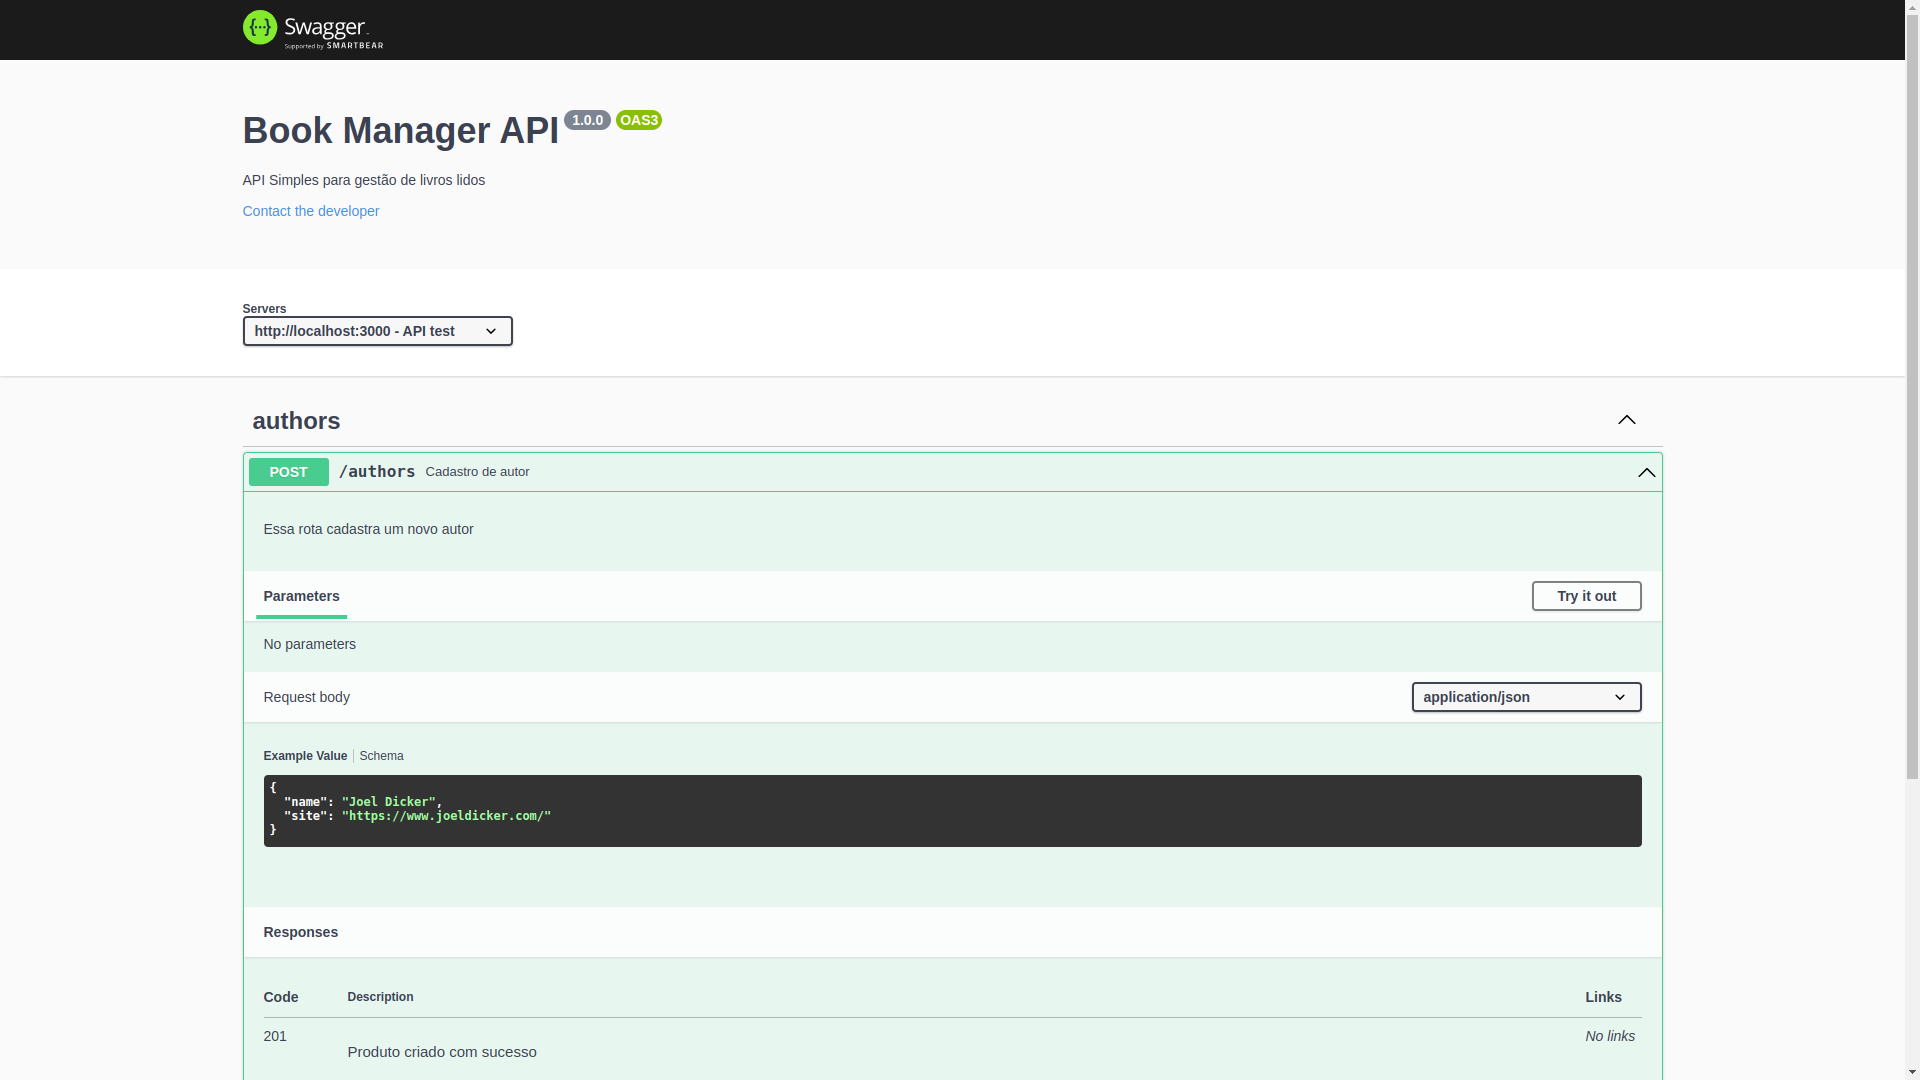 Swagger
Supported by SMARTBEAR
Book Manager API 1.0.0 OAS3
API Simples para gestão de livros lidos
Contact the developer
Servers
http://localhost:3000 - API test
authors
POST /authors Cadastro de autor
Essa rota cadastra um novo autor
Parameters Try it out
No parameters
Request body application/json
Example Value Schema
{
"name": "Joel Dicker",
"site": "https://www.joeldicker.com/"
}
Responses
Code Description Links
201 No links
Produto criado com sucesso